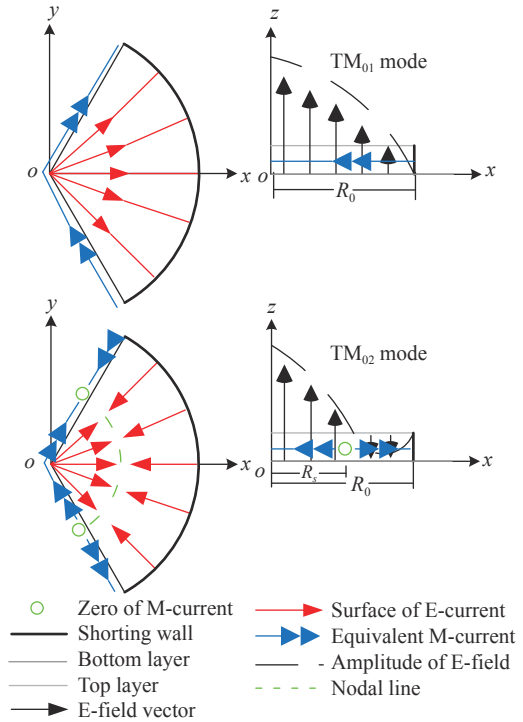 y
z
TM₀₁ mode
o
x
o
x
R₀
y
z
TM₀₂ mode
o
x
o
x
Rₛ
R₀
Zero of M-current
Shorting wall
Bottom layer
Top layer
E-field vector
Surface of E-current
Equivalent M-current
Amplitude of E-field
Nodal line